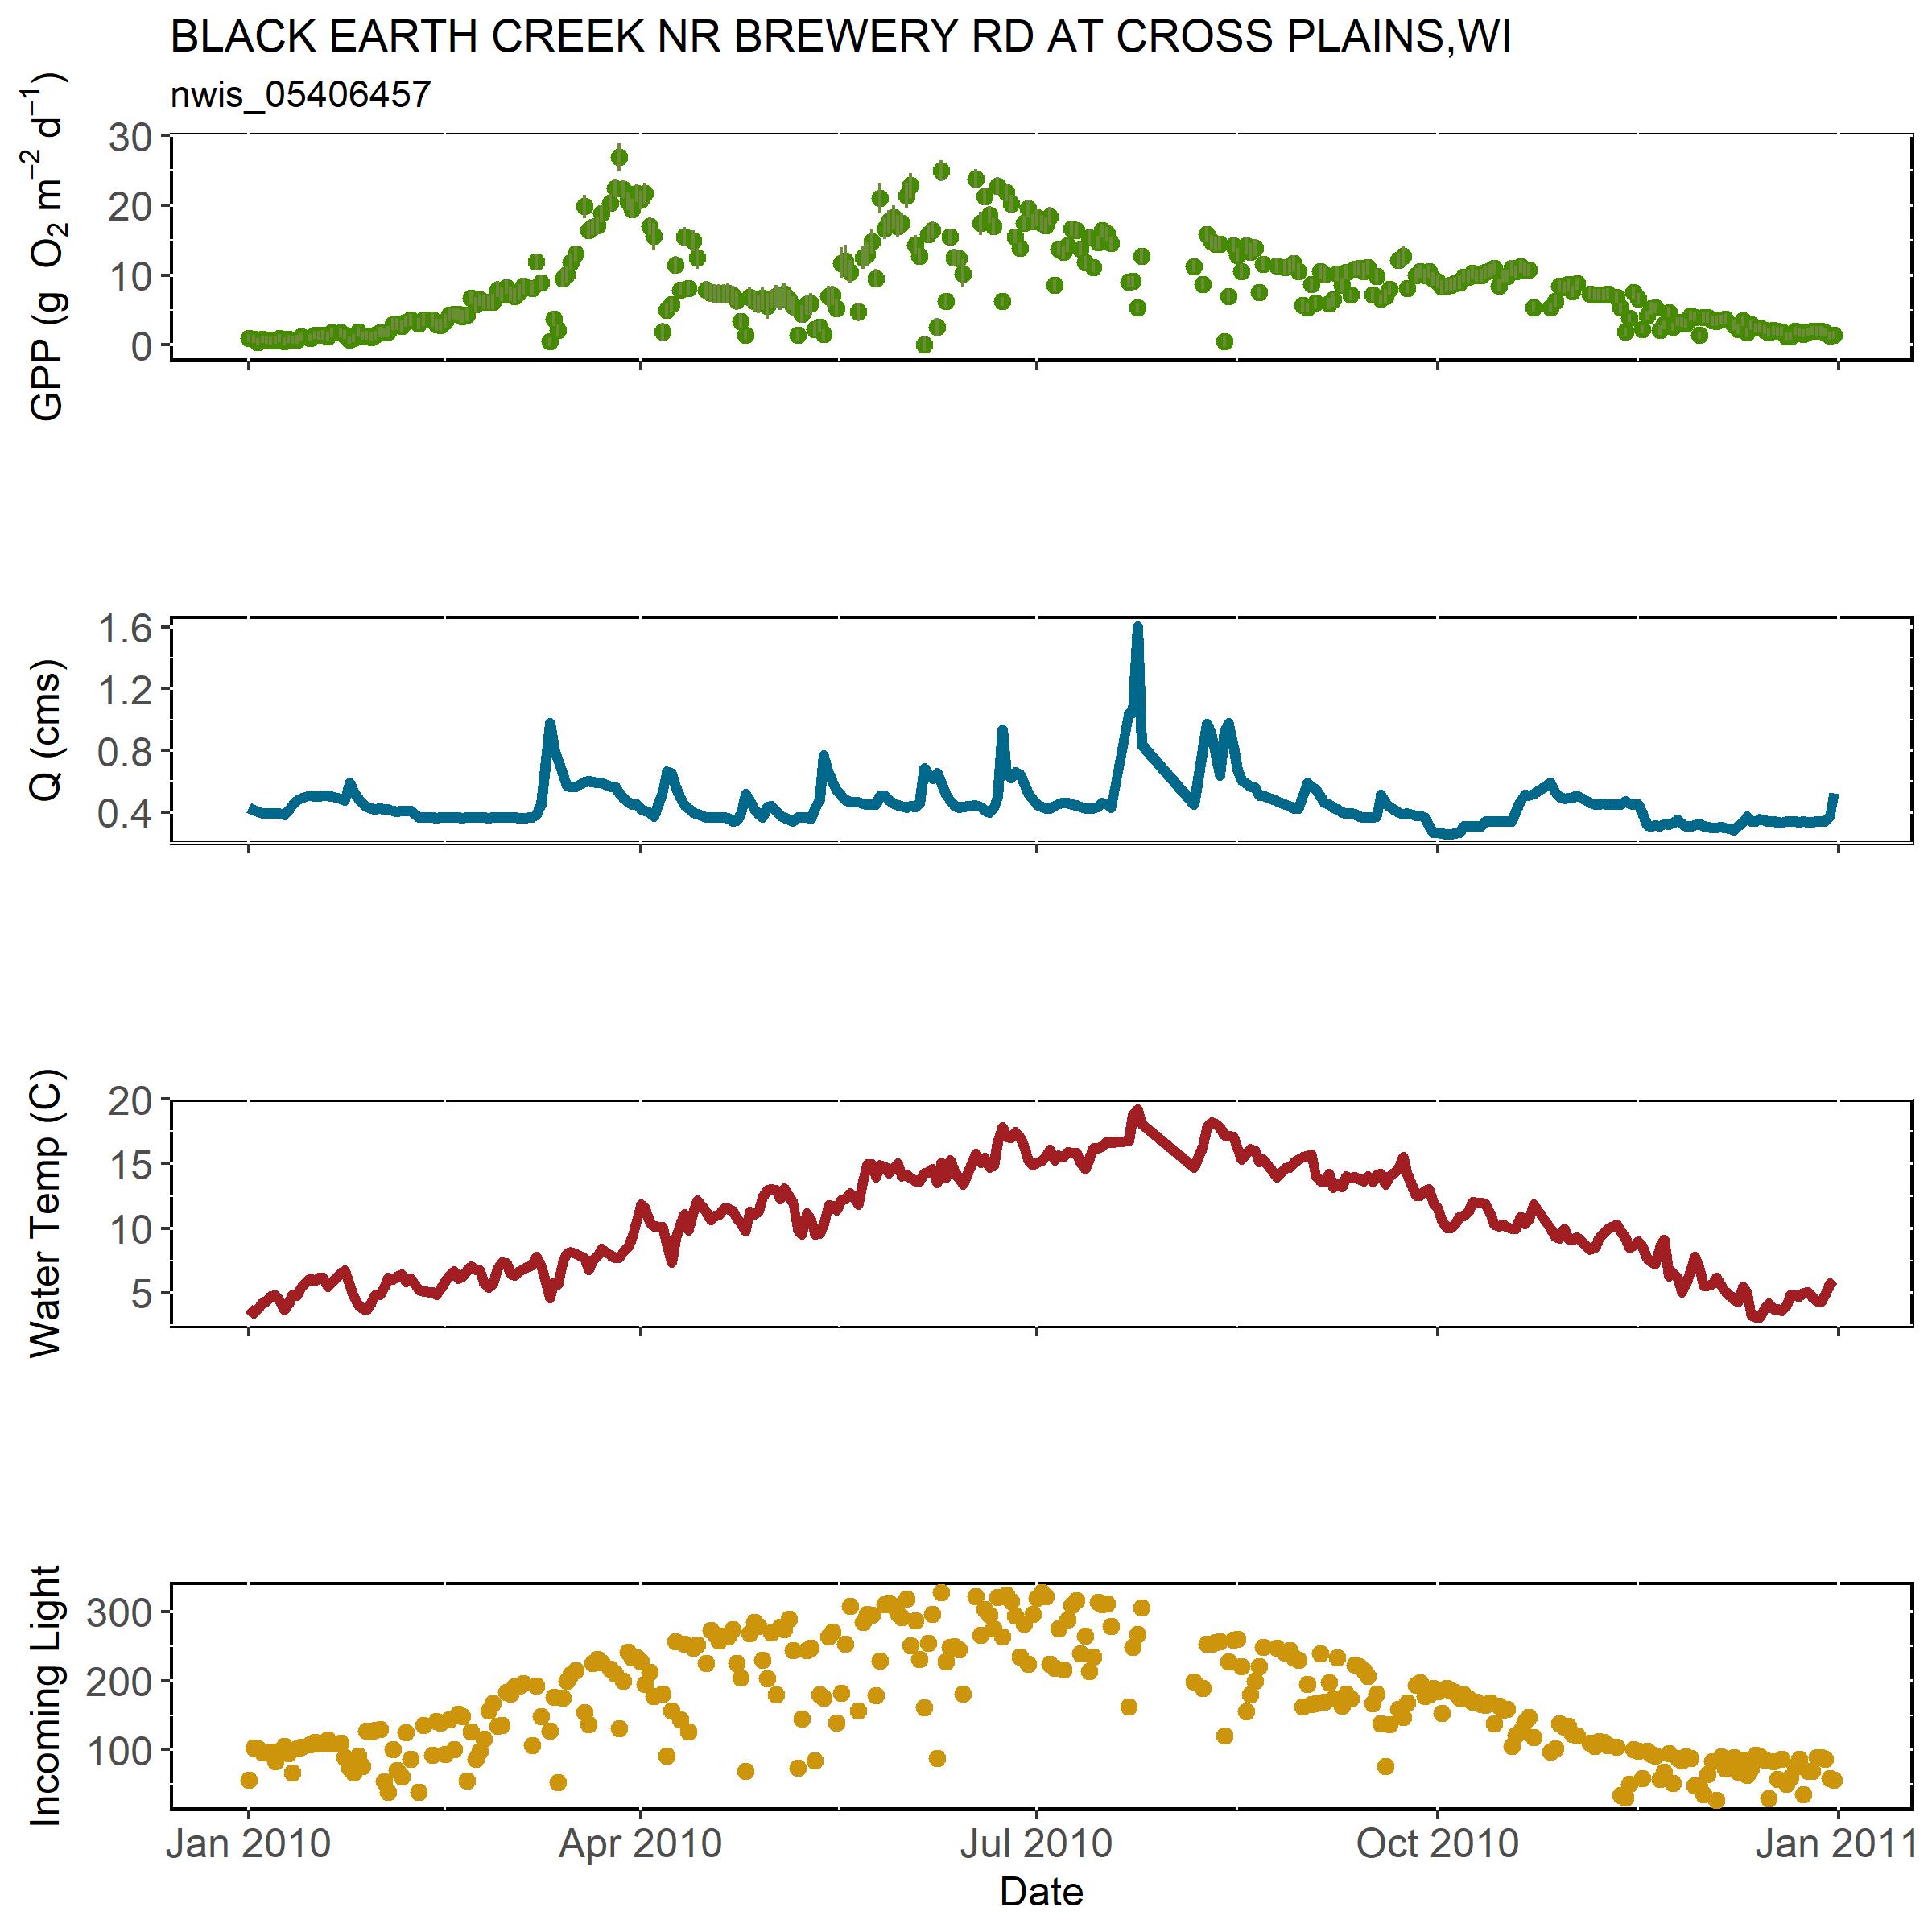 BLACK EARTH CREEK NR BREWERY RD AT CROSS PLAINS,WI
nwis_05406457
GPP (g O₂ m⁻² d⁻¹)
30
20
10
0
Q (cms)
1.6
1.2
0.8
0.4
Water Temp (C)
20
15
10
5
Incoming Light
300
200
100
Jan 2010 Apr 2010 Jul 2010 Oct 2010 Jan 2011
Date